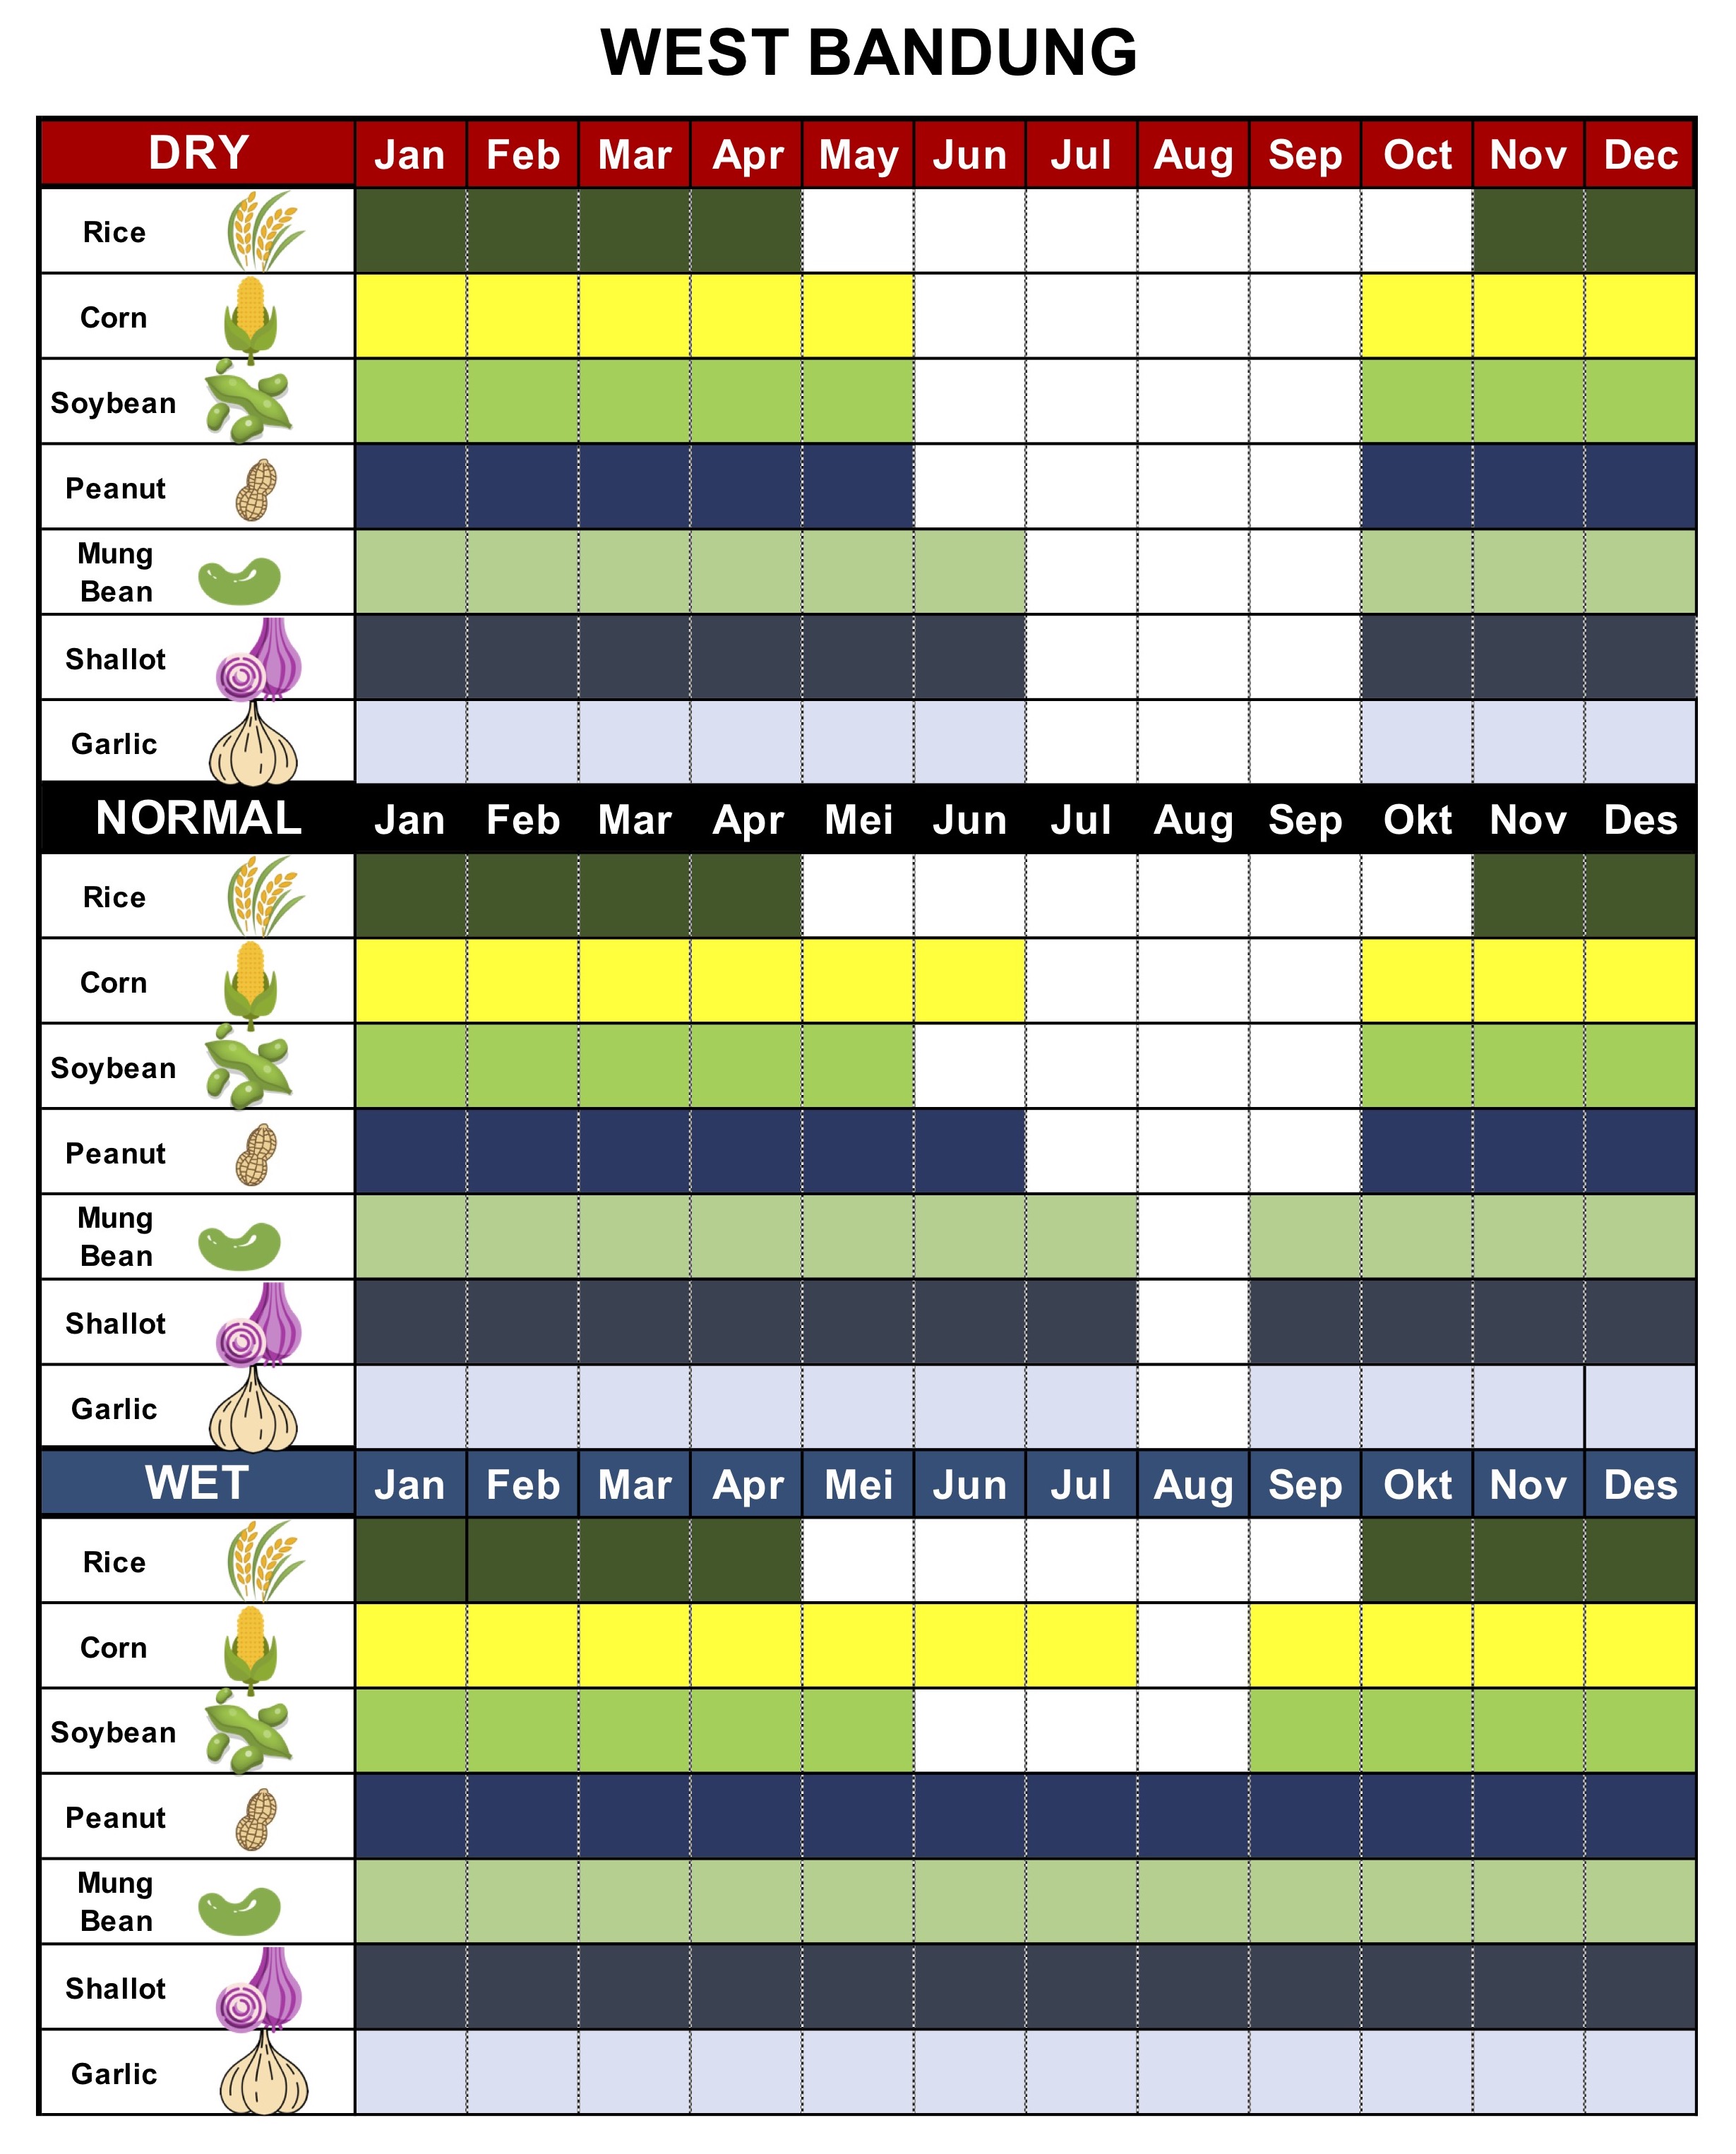 WEST BANDUNG
DRY Jan Feb Mar Apr May Jun Jul Aug Sep Oct Nov Dec
Rice
Corn
Soybean
Peanut
Mung
Bean
Shallot
Garlic
NORMAL Jan Feb Mar Apr Mei Jun Jul Aug Sep Okt Nov Des
Rice
Corn
Soybean
Peanut
Mung
Bean
Shallot
Garlic
WET Jan Feb Mar Apr Mei Jun Jul Aug Sep Okt Nov Des
Rice
Corn
Soybean
Peanut
Mung
Bean
Shallot
Garlic